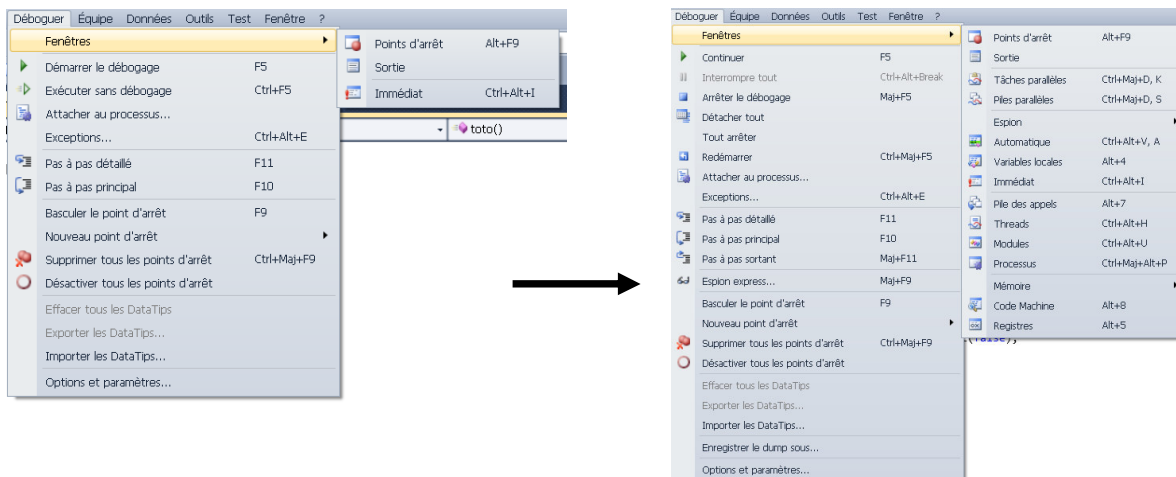 Déboguer Équipe Données Outils Test Fenêtre ?
Fenêtres
Démarrer le débogage F5
Exécuter sans débogage Ctrl+F5
Attacher au processus...
Exceptions... Ctrl+Alt+E
Pas à pas détaillé F11
Pas à pas principal F10
Basculer le point d'arrêt F9
Nouveau point d'arrêt
Supprimer tous les points d'arrêt Ctrl+Maj+F9
Désactiver tous les points d'arrêt
Effacer tous les DataTips
Exporter les DataTips...
Importer les DataTips...
Options et paramètres...
Points d'arrêt Alt+F9
Sortie
Immédiat Ctrl+Alt+I
toto()
Déboguer Équipe Données Outils Test Fenêtre ?
Fenêtres
Continuer F5
Interrompre tout Ctrl+Alt+Break
Arrêter le débogage Maj+F5
Détacher tout
Tout arrêter
Redémarrer Ctrl+Maj+F5
Attacher au processus...
Exceptions... Ctrl+Alt+E
Pas à pas détaillé F11
Pas à pas principal F10
Pas à pas sortant Maj+F11
Espion express... Maj+F9
Basculer le point d'arrêt F9
Nouveau point d'arrêt
Supprimer tous les points d'arrêt Ctrl+Maj+F9
Désactiver tous les points d'arrêt
Effacer tous les DataTips
Exporter les DataTips...
Importer les DataTips...
Enregistrer le dump sous...
Options et paramètres...
Points d'arrêt Alt+F9
Sortie
Tâches parallèles Ctrl+Maj+D, K
Piles parallèles Ctrl+Maj+D, S
Espion
Automatique Ctrl+Alt+V, A
Variables locales Alt+4
Immédiat Ctrl+Alt+I
Pile des appels Alt+7
Threads Ctrl+Alt+H
Modules Ctrl+Alt+U
Processus Ctrl+Maj+Alt+P
Mémoire
Code Machine Alt+8
Registres Alt+5
(false);